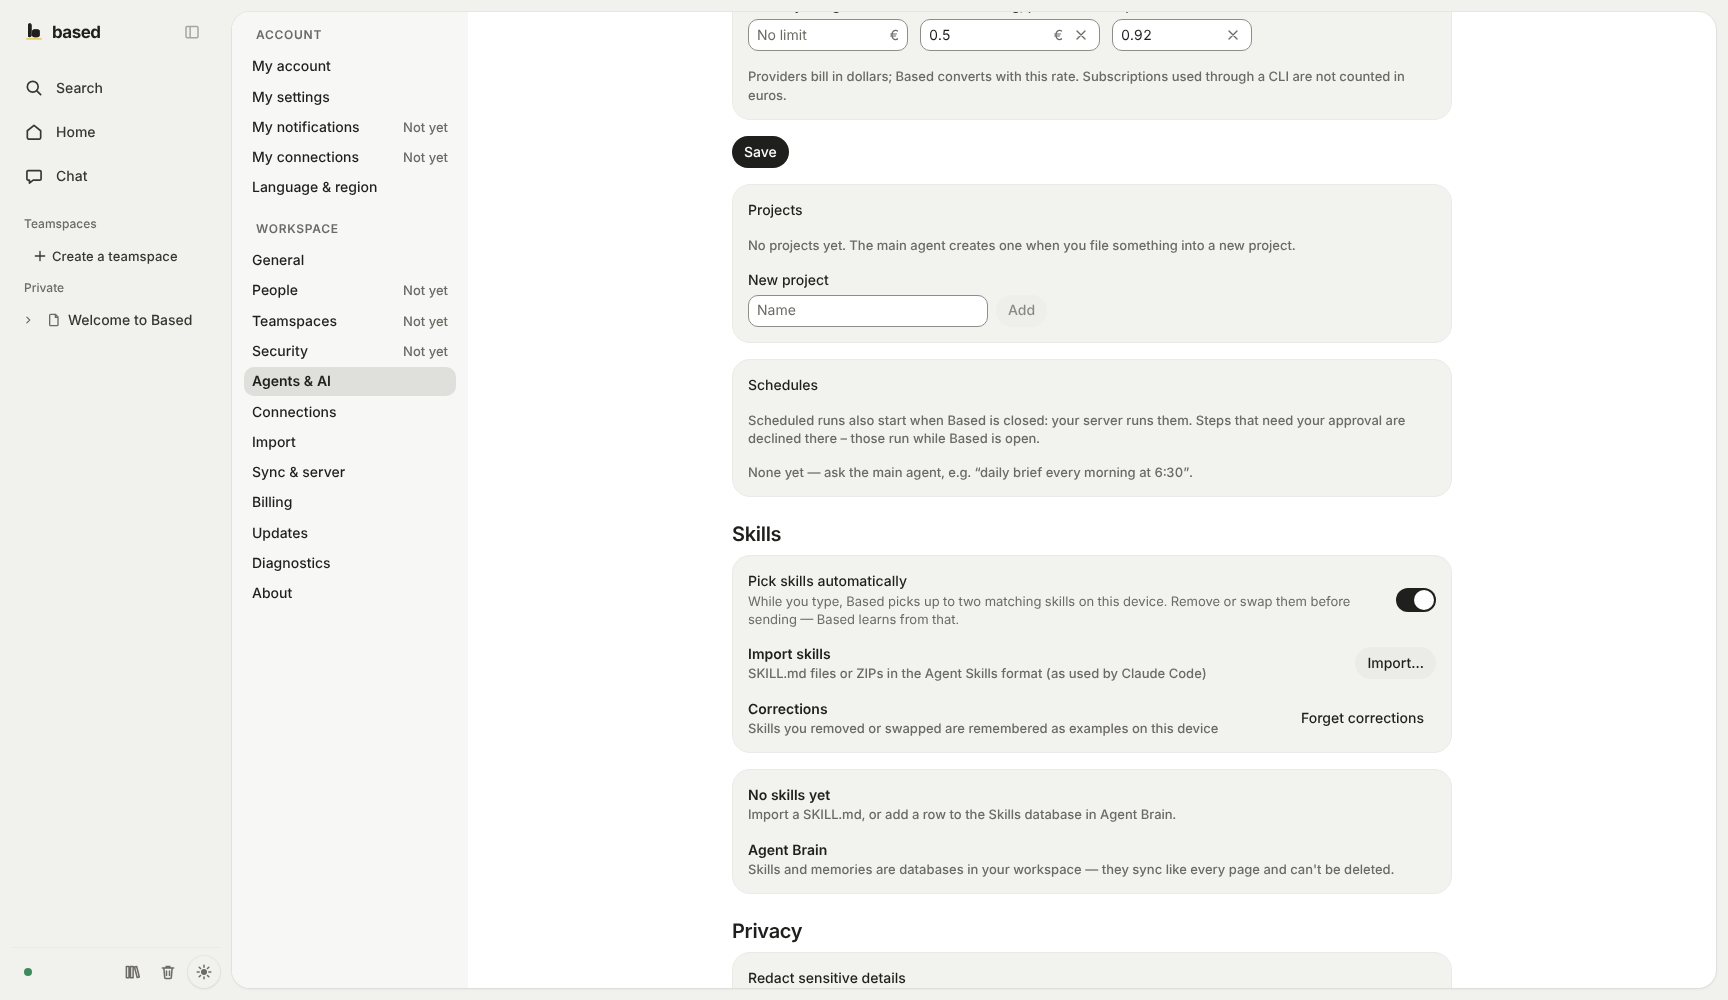 based
Search
Home
Chat
Teamspaces
Create a teamspace
Private
Welcome to Based
ACCOUNT
My account
My settings
My notifications Not yet
My connections Not yet
Language & region
WORKSPACE
General
People Not yet
Teamspaces Not yet
Security Not yet
Agents & AI
Connections
Import
Sync & server
Billing
Updates
Diagnostics
About
No limit € 0.5 € 0.92
Providers bill in dollars; Based converts with this rate. Subscriptions used through a CLI are not counted in
euros.
Save
Projects
No projects yet. The main agent creates one when you file something into a new project.
New project
Name Add
Schedules
Scheduled runs also start when Based is closed: your server runs them. Steps that need your approval are
declined there – those run while Based is open.
None yet — ask the main agent, e.g. “daily brief every morning at 6:30”.
Skills
Pick skills automatically
While you type, Based picks up to two matching skills on this device. Remove or swap them before
sending — Based learns from that.
Import skills
SKILL.md files or ZIPs in the Agent Skills format (as used by Claude Code)
Import...
Corrections
Skills you removed or swapped are remembered as examples on this device
Forget corrections
No skills yet
Import a SKILL.md, or add a row to the Skills database in Agent Brain.
Agent Brain
Skills and memories are databases in your workspace — they sync like every page and can't be deleted.
Privacy
Redact sensitive details